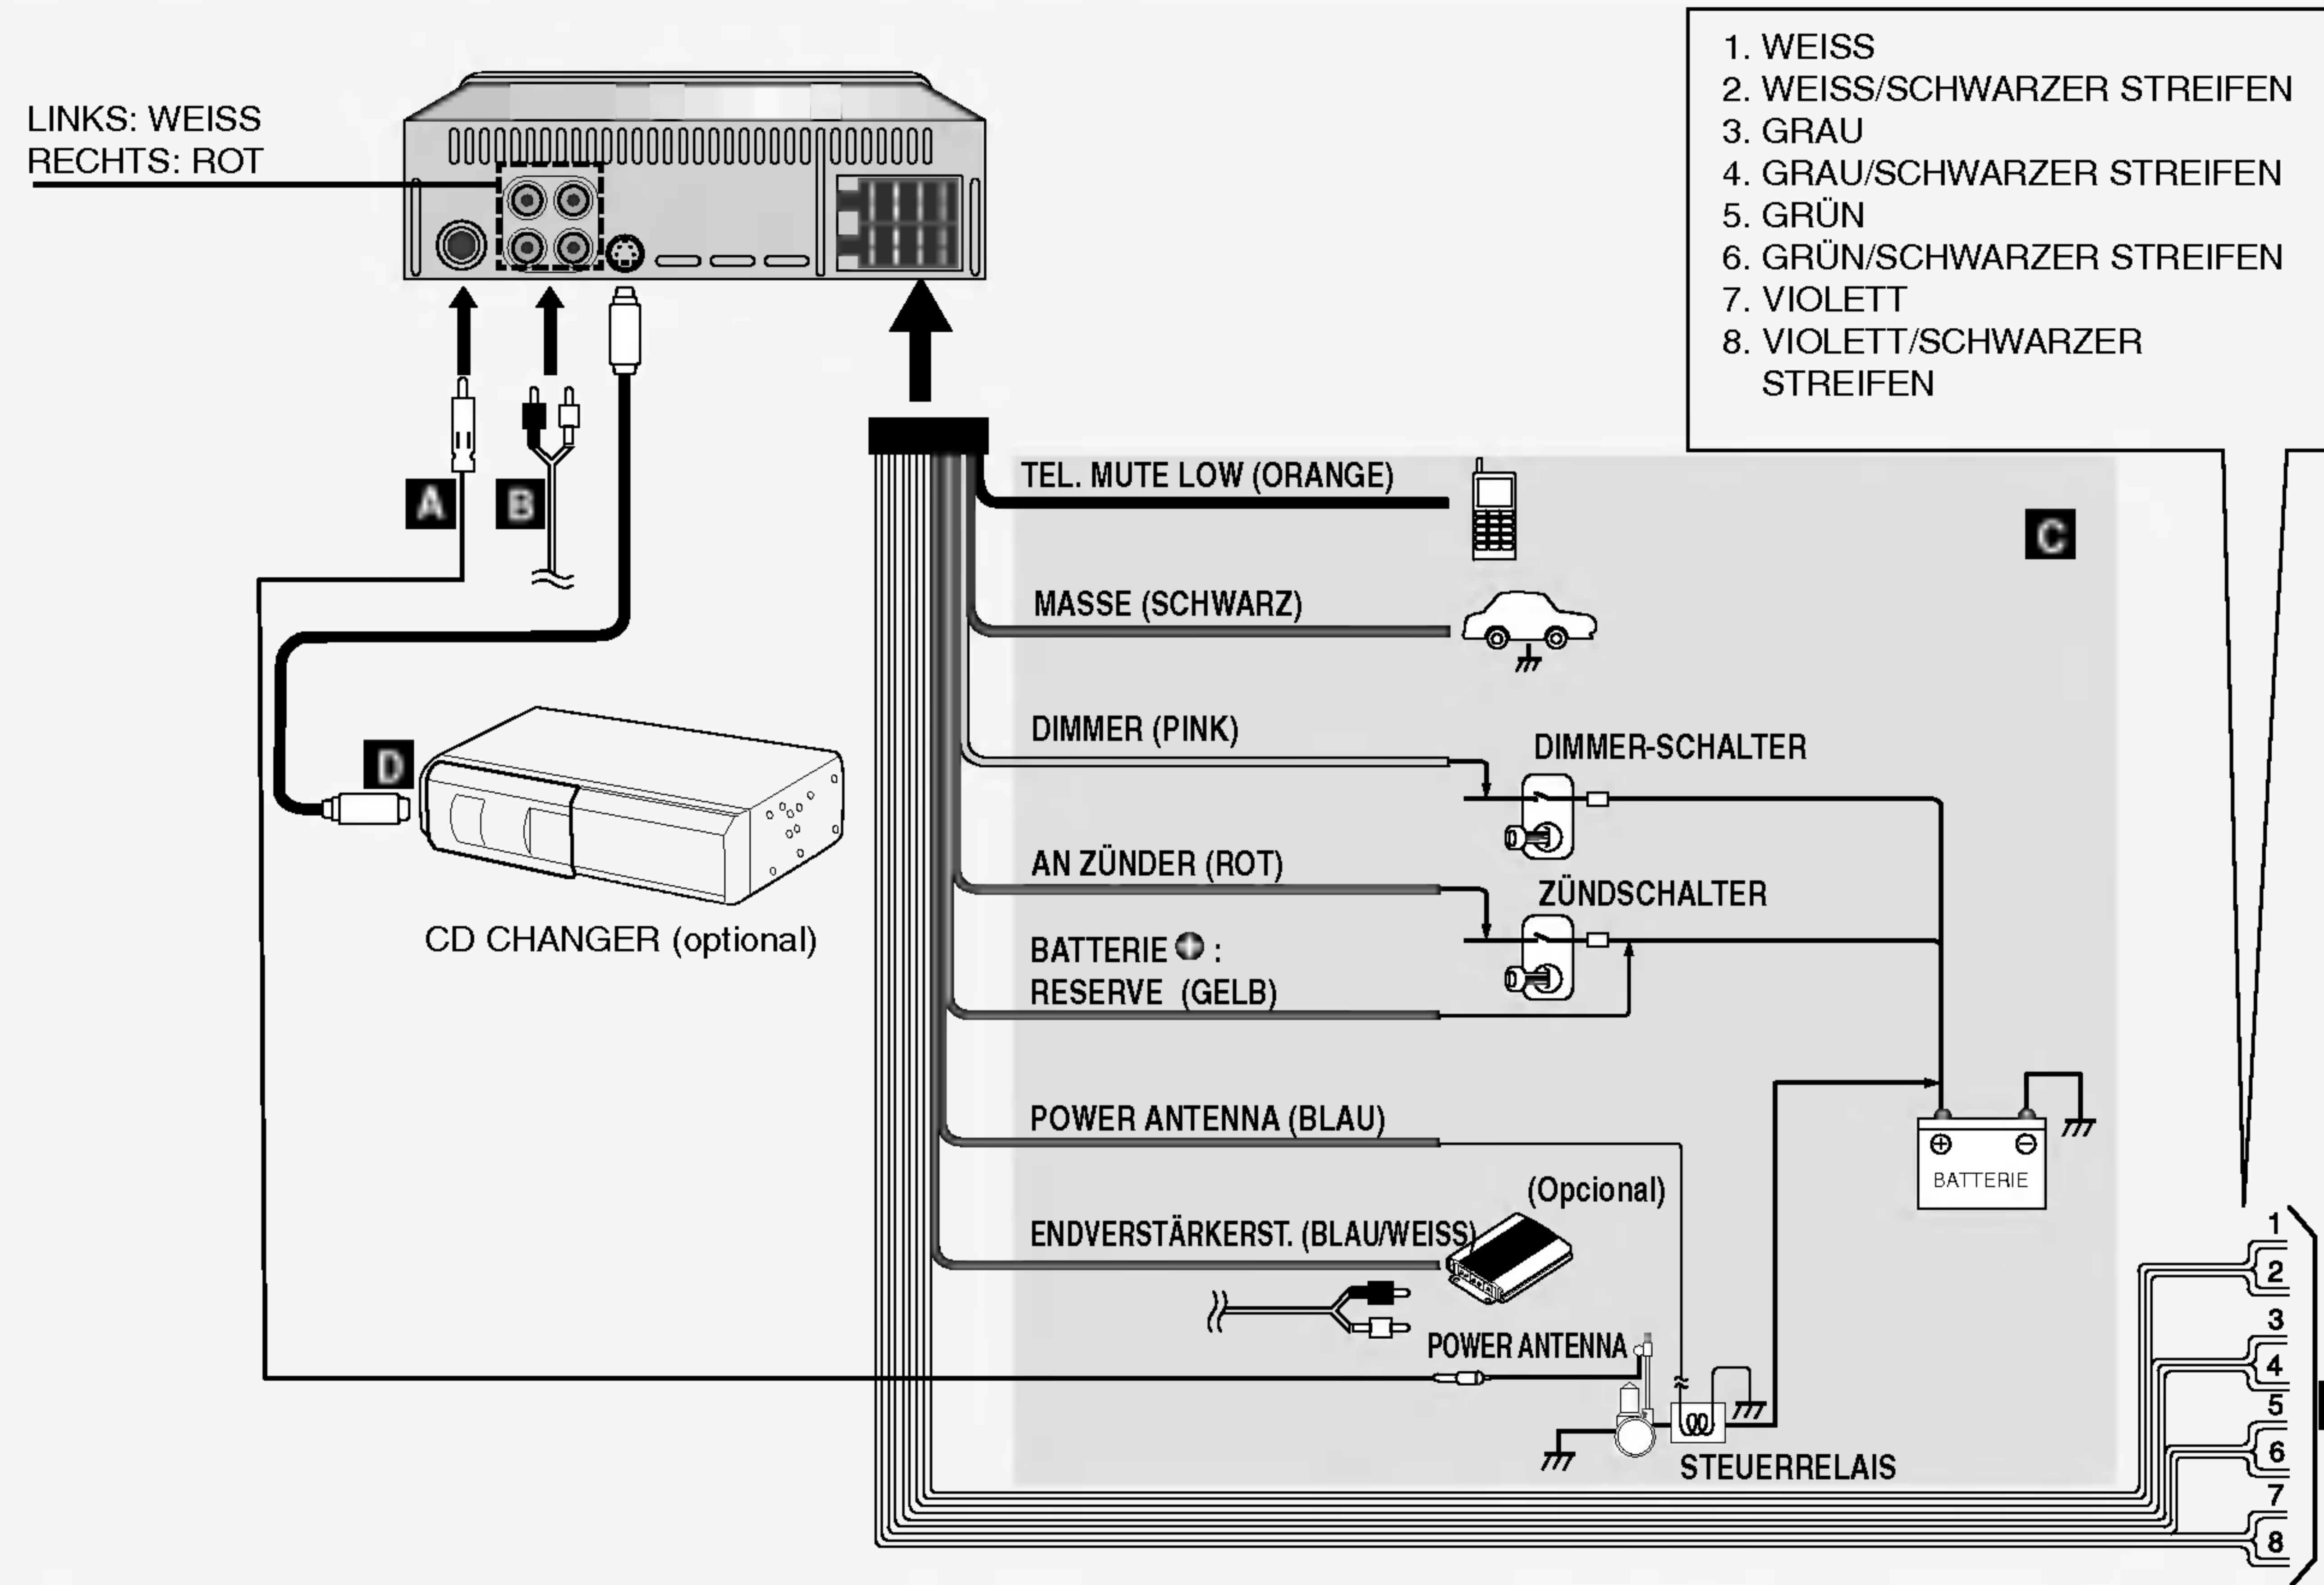 LINKS: WEISS
RECHTS: ROT
1. WEISS
2. WEISS/SCHWARZER STREIFEN
3. GRAU
4. GRAU/SCHWARZER STREIFEN
5. GRÜN
6. GRÜN/SCHWARZER STREIFEN
7. VIOLETT
8. VIOLETT/SCHWARZER
STREIFEN
A
B
C
D
TEL. MUTE LOW (ORANGE)
MASSE (SCHWARZ)
DIMMER (PINK)
DIMMER-SCHALTER
AN ZÜNDER (ROT)
ZÜNDSCHALTER
BATTERIE + :
RESERVE (GELB)
CD CHANGER (optional)
POWER ANTENNA (BLAU)
+ −
BATTERIE
(Opcional)
ENDVERSTÄRKERST. (BLAU/WEISS)
POWER ANTENNA
STEUERRELAIS
1
2
3
4
5
6
7
8